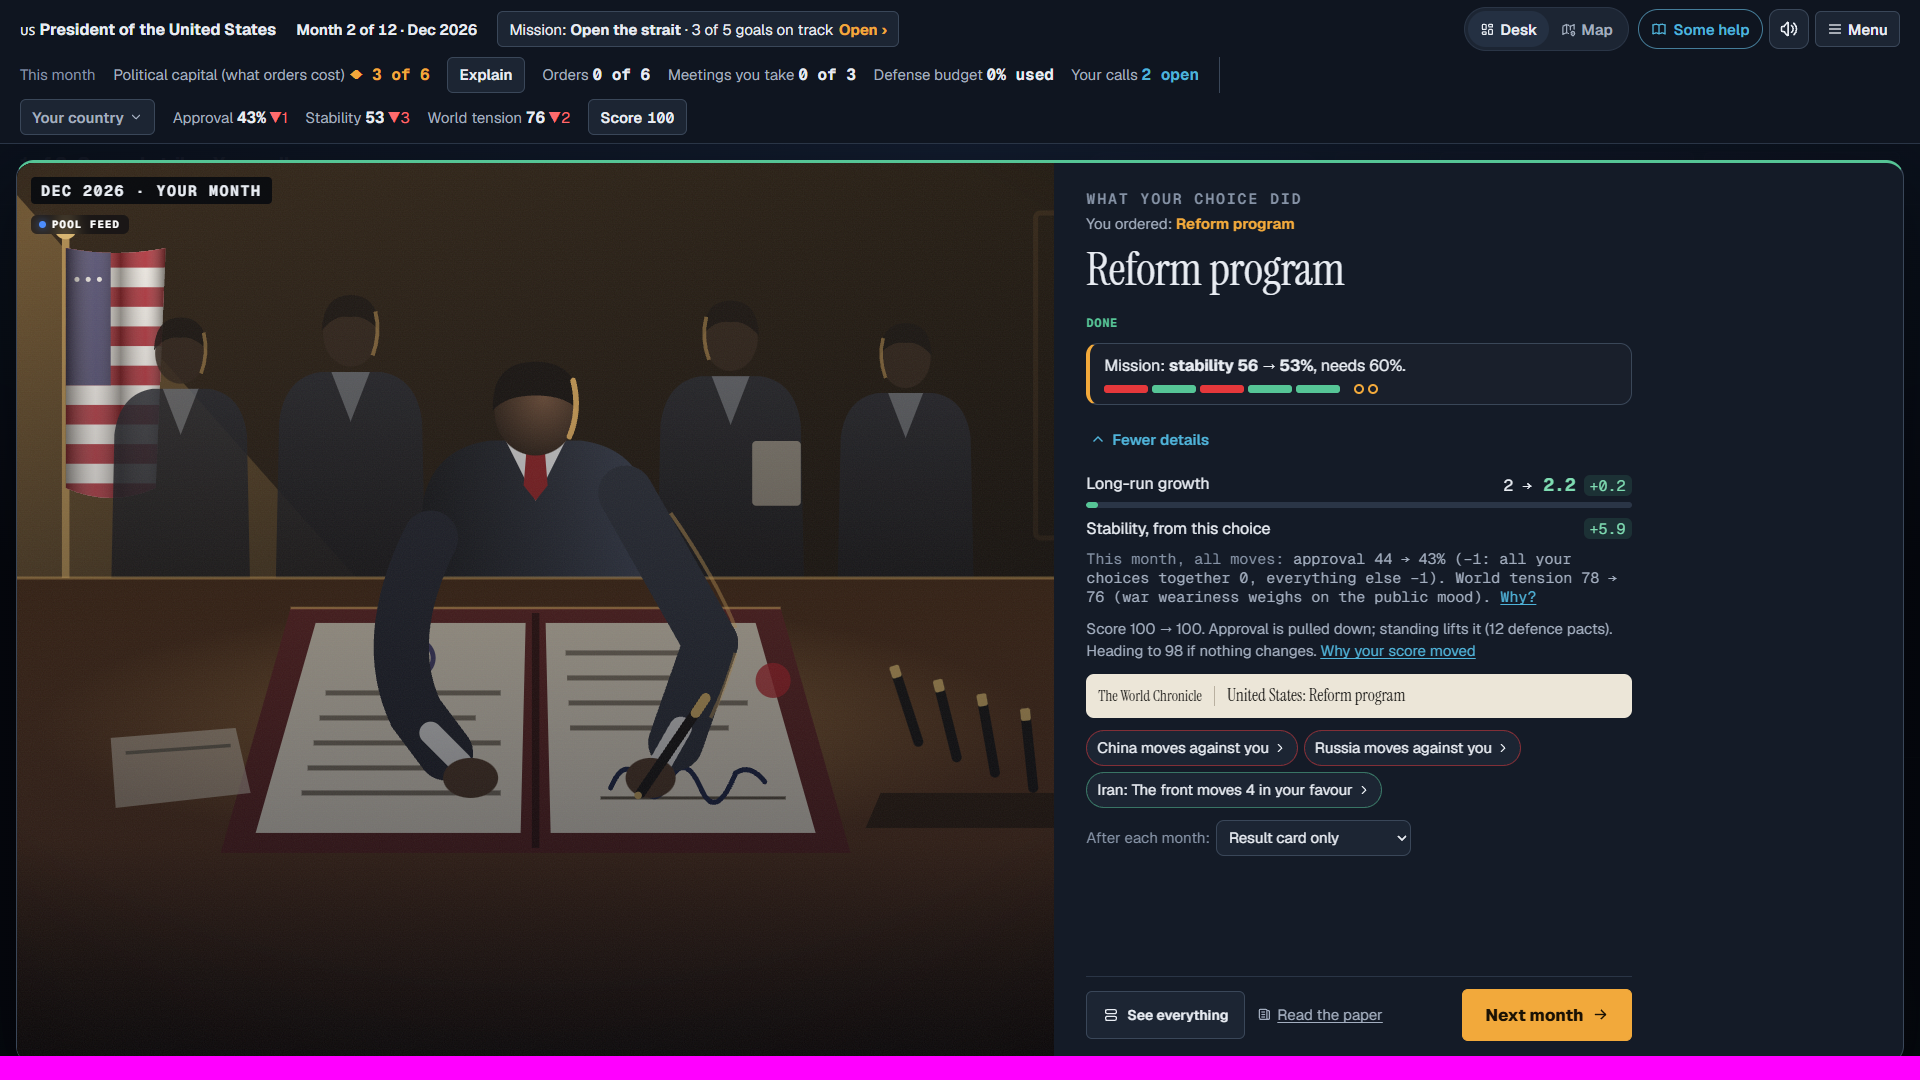 US President of the United States Month 2 of 12 · Dec 2026 Mission: Open the strait · 3 of 5 goals on track Open › Desk Map Some help Menu
This month Political capital (what orders cost) 3 of 6 Explain Orders 0 of 6 Meetings you take 0 of 3 Defense budget 0% used Your calls 2 open
Your country Approval 43% ▼1 Stability 53 ▼3 World tension 76 ▼2 Score 100
DEC 2026 · YOUR MONTH
POOL FEED
WHAT YOUR CHOICE DID
You ordered: Reform program
Reform program
DONE
Mission: stability 56 → 53%, needs 60%.
Fewer details
Long-run growth 2 → 2.2 +0.2
Stability, from this choice +5.9
This month, all moves: approval 44 → 43% (−1: all your
choices together 0, everything else −1). World tension 78 →
76 (war weariness weighs on the public mood). Why?
Score 100 → 100. Approval is pulled down; standing lifts it (12 defence pacts).
Heading to 98 if nothing changes. Why your score moved
The World Chronicle United States: Reform program
China moves against you › Russia moves against you ›
Iran: The front moves 4 in your favour ›
After each month: Result card only
See everything Read the paper Next month →